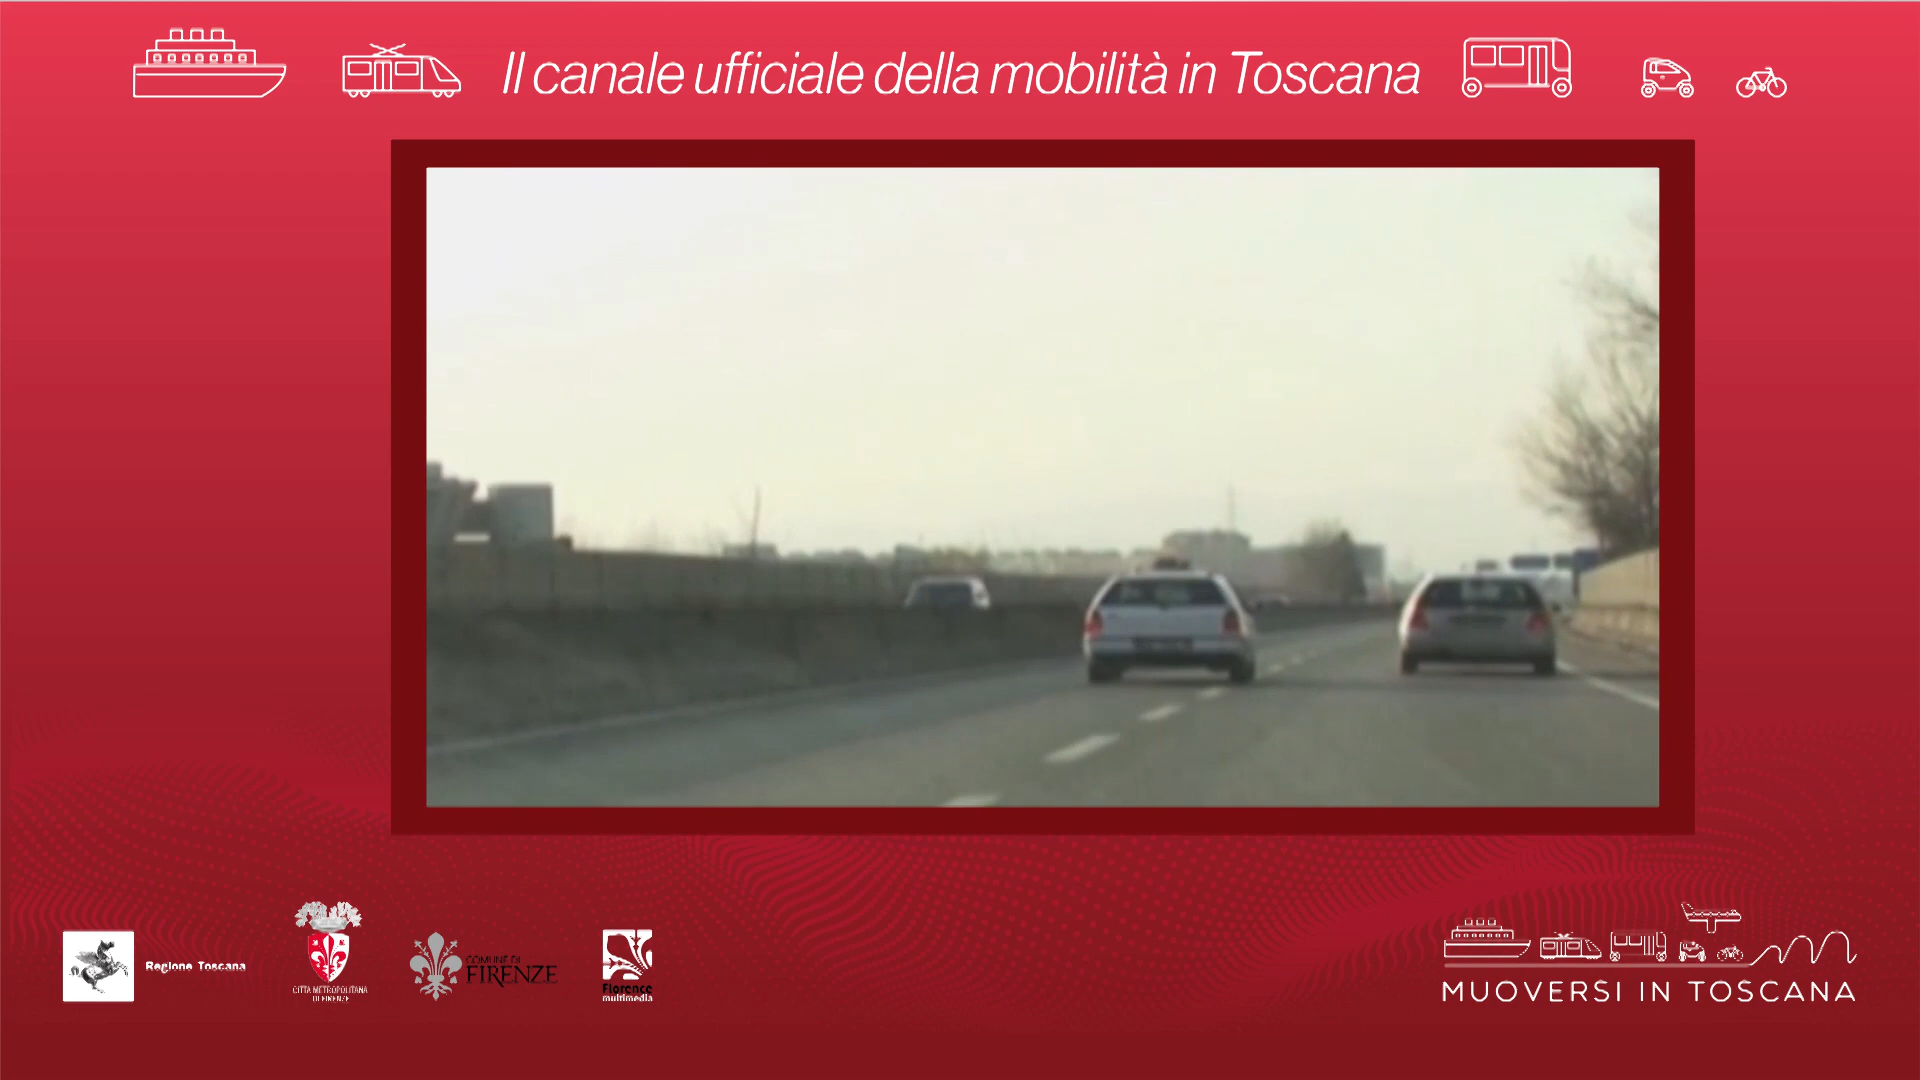 Il canale ufficiale della mobilità in Toscana
Regione Toscana
CITTÀ METROPOLITANA
DI FIRENZE
COMUNE DI
FIRENZE
Florence
multimedia
MUOVERSI IN TOSCANA